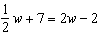 1/2 w + 7 = 2w − 2